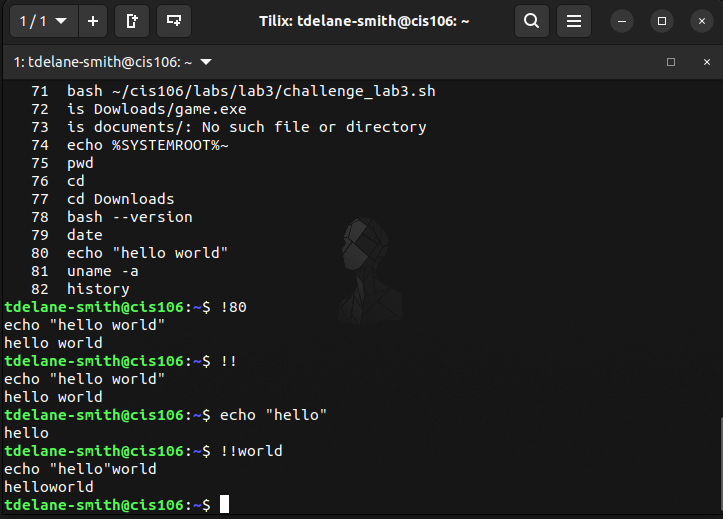 1 / 1
Tilix: tdelane-smith@cis106: ~
1: tdelane-smith@cis106: ~
71  bash ~/cis106/labs/lab3/challenge_lab3.sh
72  is Dowloads/game.exe
73  is documents/: No such file or directory
74  echo %SYSTEMROOT%~
75  pwd
76  cd
77  cd Downloads
78  bash --version
79  date
80  echo "hello world"
81  uname -a
82  history
tdelane-smith@cis106:~$ !80
echo "hello world"
hello world
tdelane-smith@cis106:~$ !!
echo "hello world"
hello world
tdelane-smith@cis106:~$ echo "hello"
hello
tdelane-smith@cis106:~$ !!world
echo "hello"world
helloworld
tdelane-smith@cis106:~$